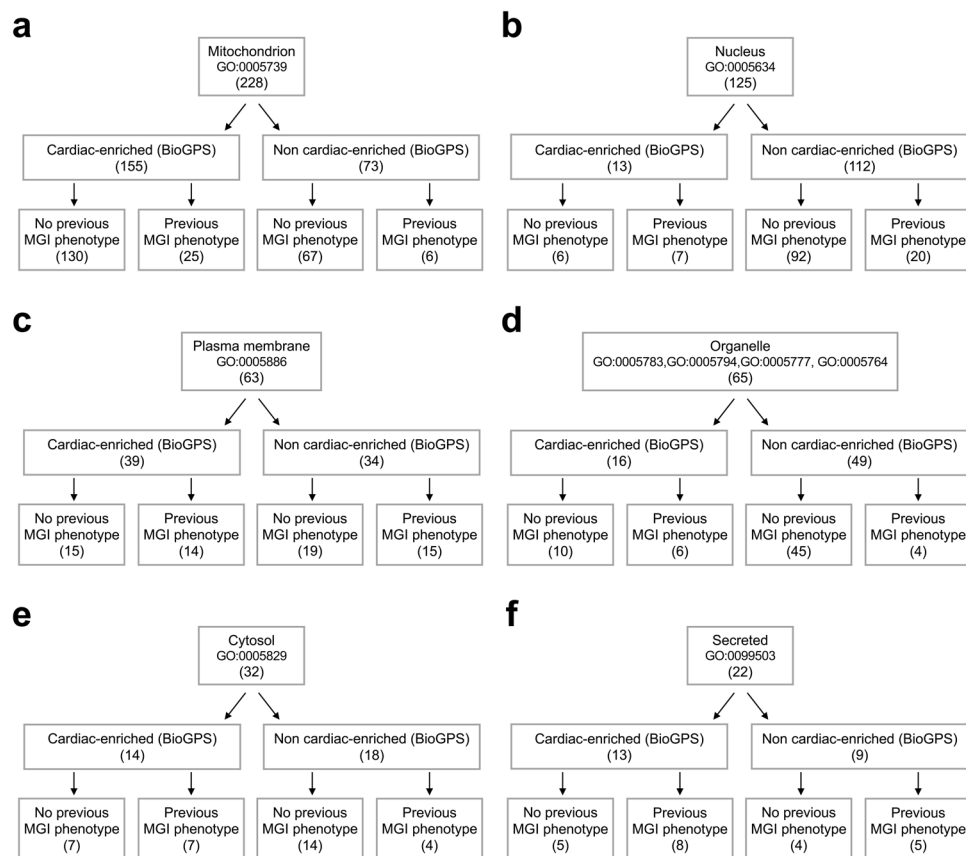 a
Mitochondrion
GO:0005739
(228)
Cardiac-enriched (BioGPS)
(155)
Non cardiac-enriched (BioGPS)
(73)
No previous
MGI phenotype
(130)
Previous
MGI phenotype
(25)
No previous
MGI phenotype
(67)
Previous
MGI phenotype
(6)
b
Nucleus
GO:0005634
(125)
Cardiac-enriched (BioGPS)
(13)
Non cardiac-enriched (BioGPS)
(112)
No previous
MGI phenotype
(6)
Previous
MGI phenotype
(7)
No previous
MGI phenotype
(92)
Previous
MGI phenotype
(20)
c
Plasma membrane
GO:0005886
(63)
Cardiac-enriched (BioGPS)
(39)
Non cardiac-enriched (BioGPS)
(34)
No previous
MGI phenotype
(15)
Previous
MGI phenotype
(14)
No previous
MGI phenotype
(19)
Previous
MGI phenotype
(15)
d
Organelle
GO:0005783,GO:0005794,GO:0005777, GO:0005764
(65)
Cardiac-enriched (BioGPS)
(16)
Non cardiac-enriched (BioGPS)
(49)
No previous
MGI phenotype
(10)
Previous
MGI phenotype
(6)
No previous
MGI phenotype
(45)
Previous
MGI phenotype
(4)
e
Cytosol
GO:0005829
(32)
Cardiac-enriched (BioGPS)
(14)
Non cardiac-enriched (BioGPS)
(18)
No previous
MGI phenotype
(7)
Previous
MGI phenotype
(7)
No previous
MGI phenotype
(14)
Previous
MGI phenotype
(4)
f
Secreted
GO:0099503
(22)
Cardiac-enriched (BioGPS)
(13)
Non cardiac-enriched (BioGPS)
(9)
No previous
MGI phenotype
(5)
Previous
MGI phenotype
(8)
No previous
MGI phenotype
(4)
Previous
MGI phenotype
(5)